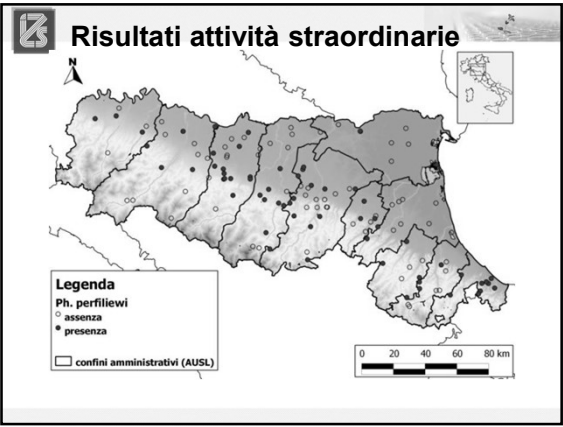 Risultati attività straordinarie
N
Legenda
Ph. perfiliewi
assenza
presenza
confini amministrativi (AUSL)
0 20 40 60 80 km